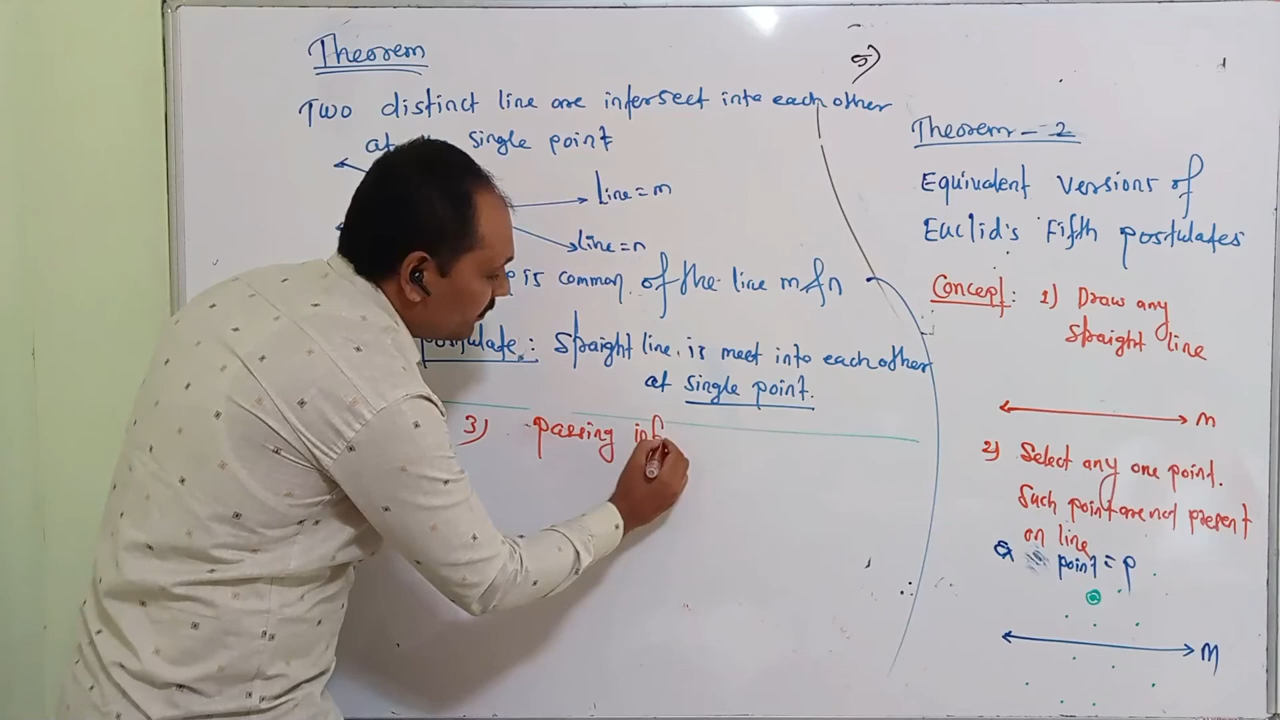 Theorem
Two distinct line are intersect into each other
at single point
Line = m
Line = n
is common of the line m & n
Postulate : Straight line is meet into each other
at single point.
3) passing int
5)
Theorem - 2
Equivalent versions of
Euclid's Fifth postulates
Concept : 1) Draw any
straight line
m
2) Select any one point.
Such point are not present
on line
point = p
m